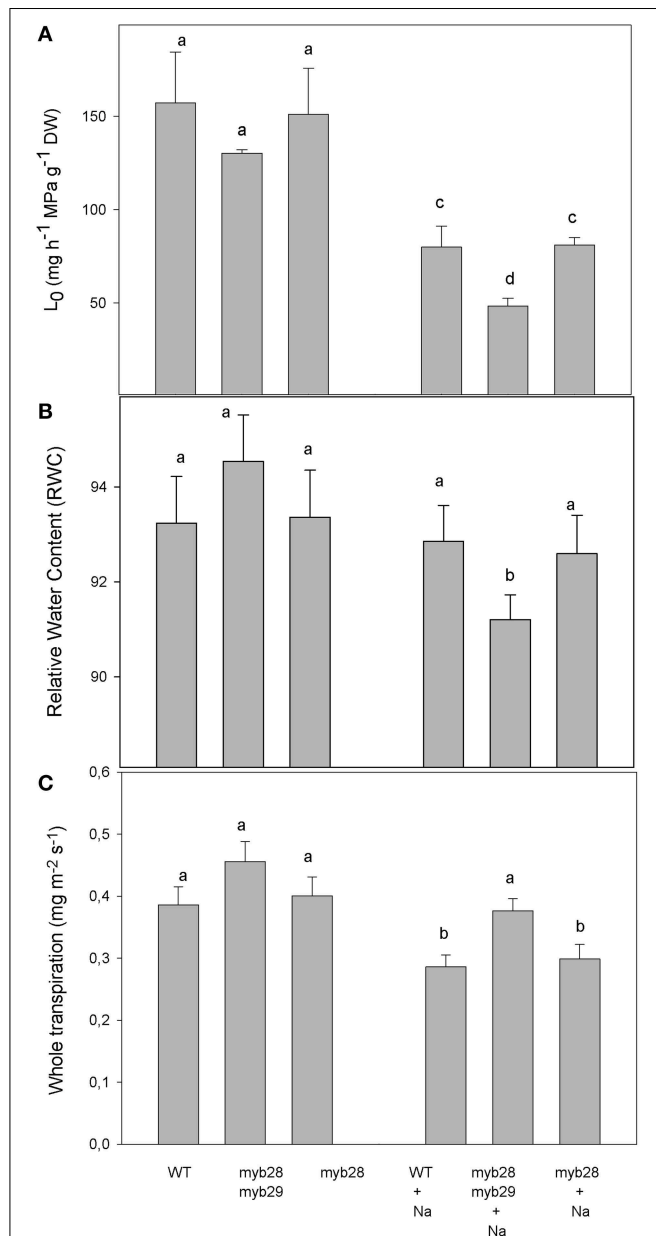 A
L0 (mg h-1 MPa g-1 DW)
150
100
50
a
a
a
c
d
c
B
Relative Water Content (RWC)
94
92
90
a
a
a
a
b
a
C
Whole transpiration (mg m-2 s-1)
0,6
0,5
0,4
0,3
0,2
0,1
0,0
a
a
a
b
a
b
WT
myb28
myb29
myb28
WT
+
Na
myb28
myb29
+
Na
myb28
+ Na